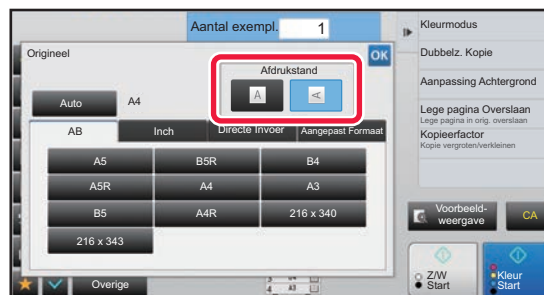 Aantal exempl. 1
Origineel
OK
Afdrukstand
A
A
Auto
A4
AB
Inch
Directe Invoer
Aangepast Formaat
A5
B5R
B4
A5R
A4
A3
B5
A4R
216 x 340
216 x 343
Overige
Kleurmodus
Dubbelz. Kopie
Aanpassing Achtergrond
Lege pagina Overslaan
Lege pagina in orig. overslaan
Kopieerfactor
Kopie vergroten/verkleinen
Voorbeeld-
weergave
CA
Z/W
Start
Kleur
Start